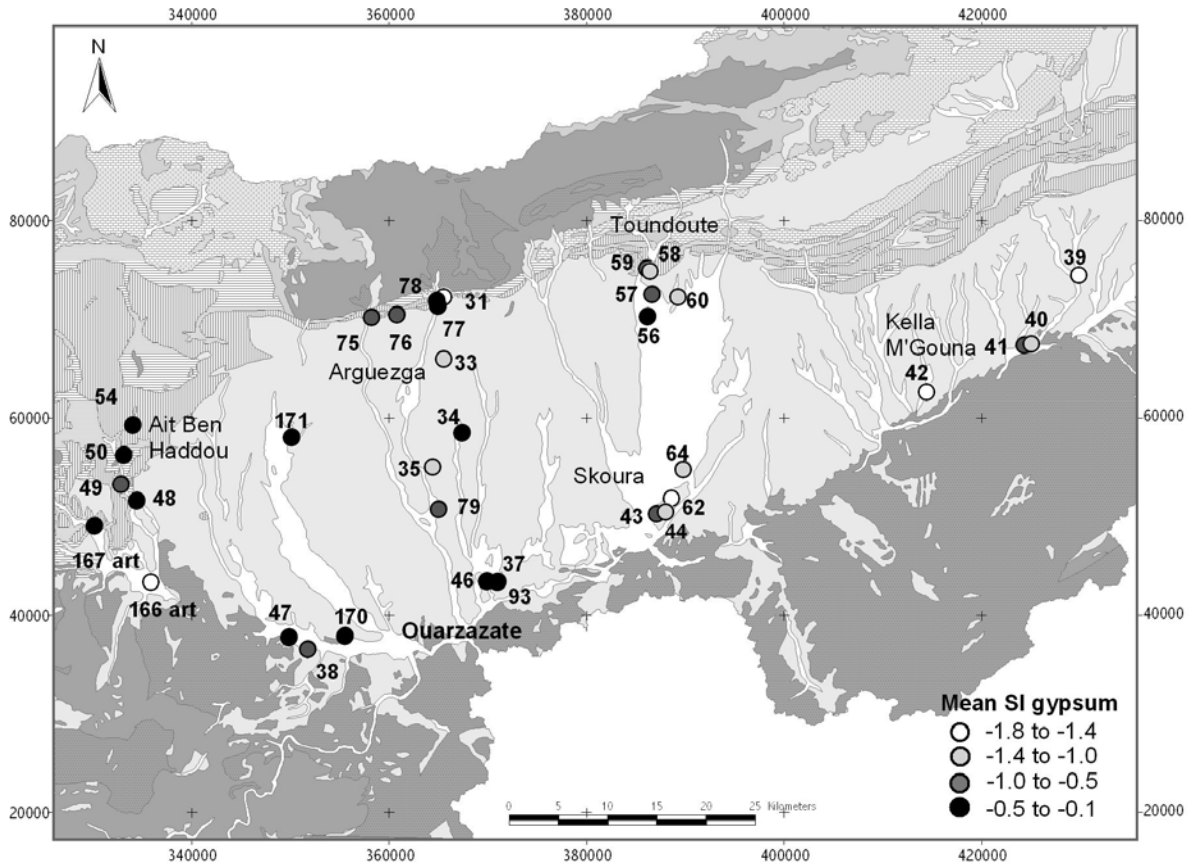 340000 360000 380000 400000 420000
N
80000 80000
Toundoute
59 58
57 60
56
39
78 31
75 76 77
Arguezga 33
Kella
M'Gouna
40
41
42
60000 60000
54
Ait Ben
Haddou
50
49 48
171
34
35
79
64
Skoura
43 62
44
167 art
166 art
37
46
93
40000 40000
47 170 Ouarzazate
38
Mean SI gypsum
-1.8 to -1.4
-1.4 to -1.0
-1.0 to -0.5
-0.5 to -0.1
20000 20000
0 5 10 15 20 25 Kilometers
340000 360000 380000 400000 420000